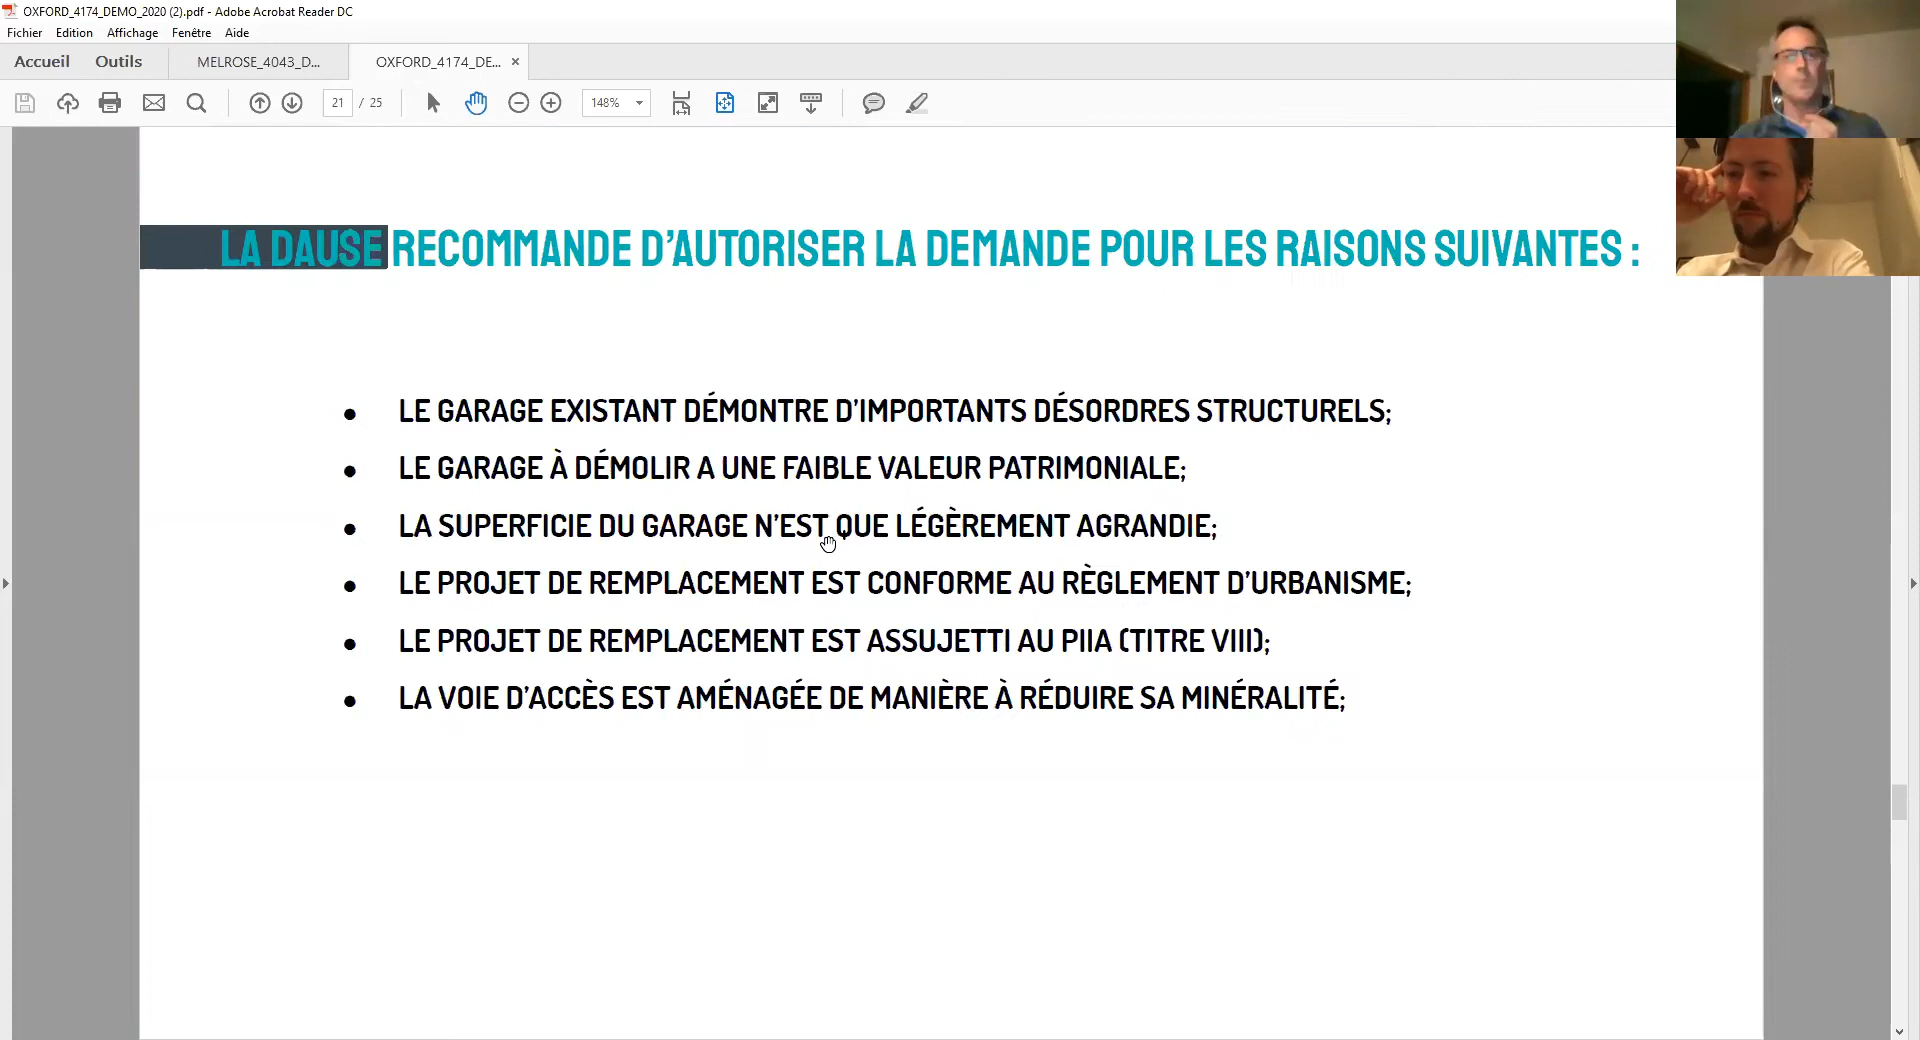 OXFORD_4174_DEMO_2020 (2).pdf - Adobe Acrobat Reader DC
Fichier Edition Affichage Fenêtre Aide
Accueil Outils MELROSE_4043_D... OXFORD_4174_DE... ×
21 / 25 148%
LA DAUSE RECOMMANDE D'AUTORISER LA DEMANDE POUR LES RAISONS SUIVANTES :
• LE GARAGE EXISTANT DÉMONTRE D'IMPORTANTS DÉSORDRES STRUCTURELS;
• LE GARAGE À DÉMOLIR A UNE FAIBLE VALEUR PATRIMONIALE;
• LA SUPERFICIE DU GARAGE N'EST QUE LÉGÈREMENT AGRANDIE;
• LE PROJET DE REMPLACEMENT EST CONFORME AU RÈGLEMENT D'URBANISME;
• LE PROJET DE REMPLACEMENT EST ASSUJETTI AU PIIA (TITRE VIII);
• LA VOIE D'ACCÈS EST AMÉNAGÉE DE MANIÈRE À RÉDUIRE SA MINÉRALITÉ;